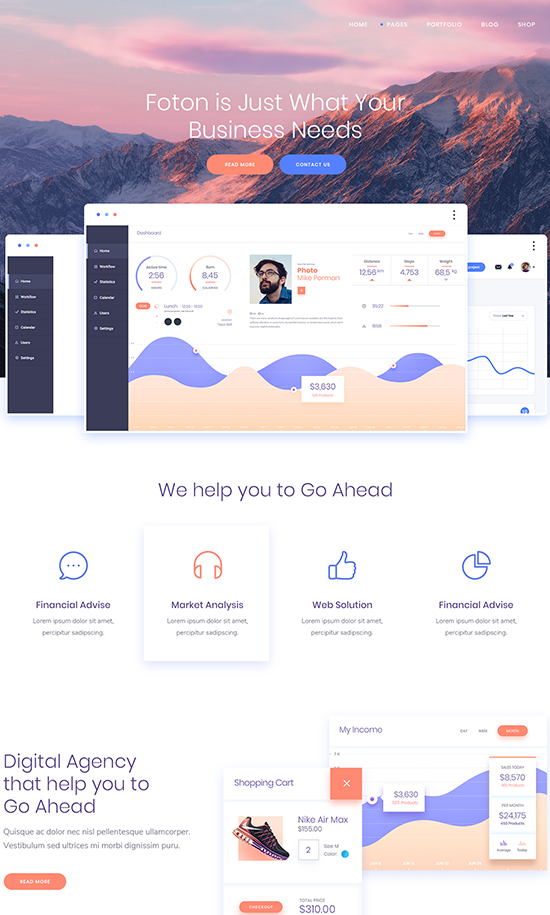 HOME
PAGES
PORTFOLIO
BLOG
SHOP
Foton is Just What Your
Business Needs
READ MORE
CONTACT US
Dashboard
Home
Workflow
Statistics
Calendar
Users
Settings
Active time
2:56
Burn
8,45
Photo
Mike Perman
Distance
12,56 km
Steps
4,753
Weight
68,5 kg
Lunch
35/22
18/58
$3,630
Home
Workflow
Statistics
Calendar
Users
Settings
project
We help you to Go Ahead
Financial Advise
Lorem ipsum dolor sit amet,
percipitur sadipscing.
Market Analysis
Lorem ipsum dolor sit amet,
percipitur sadipscing.
Web Solution
Lorem ipsum dolor sit amet,
percipitur sadipscing.
Financial Advise
Lorem ipsum dolor sit amet,
percipitur sadipscing.
Digital Agency
that help you to
Go Ahead
Quisque ac dolor nec nisl pellentesque ullamcorper.
Vestibulum sed ultrices mi morbi dignissim puru.
READ MORE
Shopping Cart
Nike Air Max
$155.00
2
Size: M
Color:
CHECKOUT
TOTAL PRICE
$310.00
My Income
DAY
WEEK
MONTH
$3,630
SALES TODAY
$8,570
PER MONTH
$24,175
Average
Today